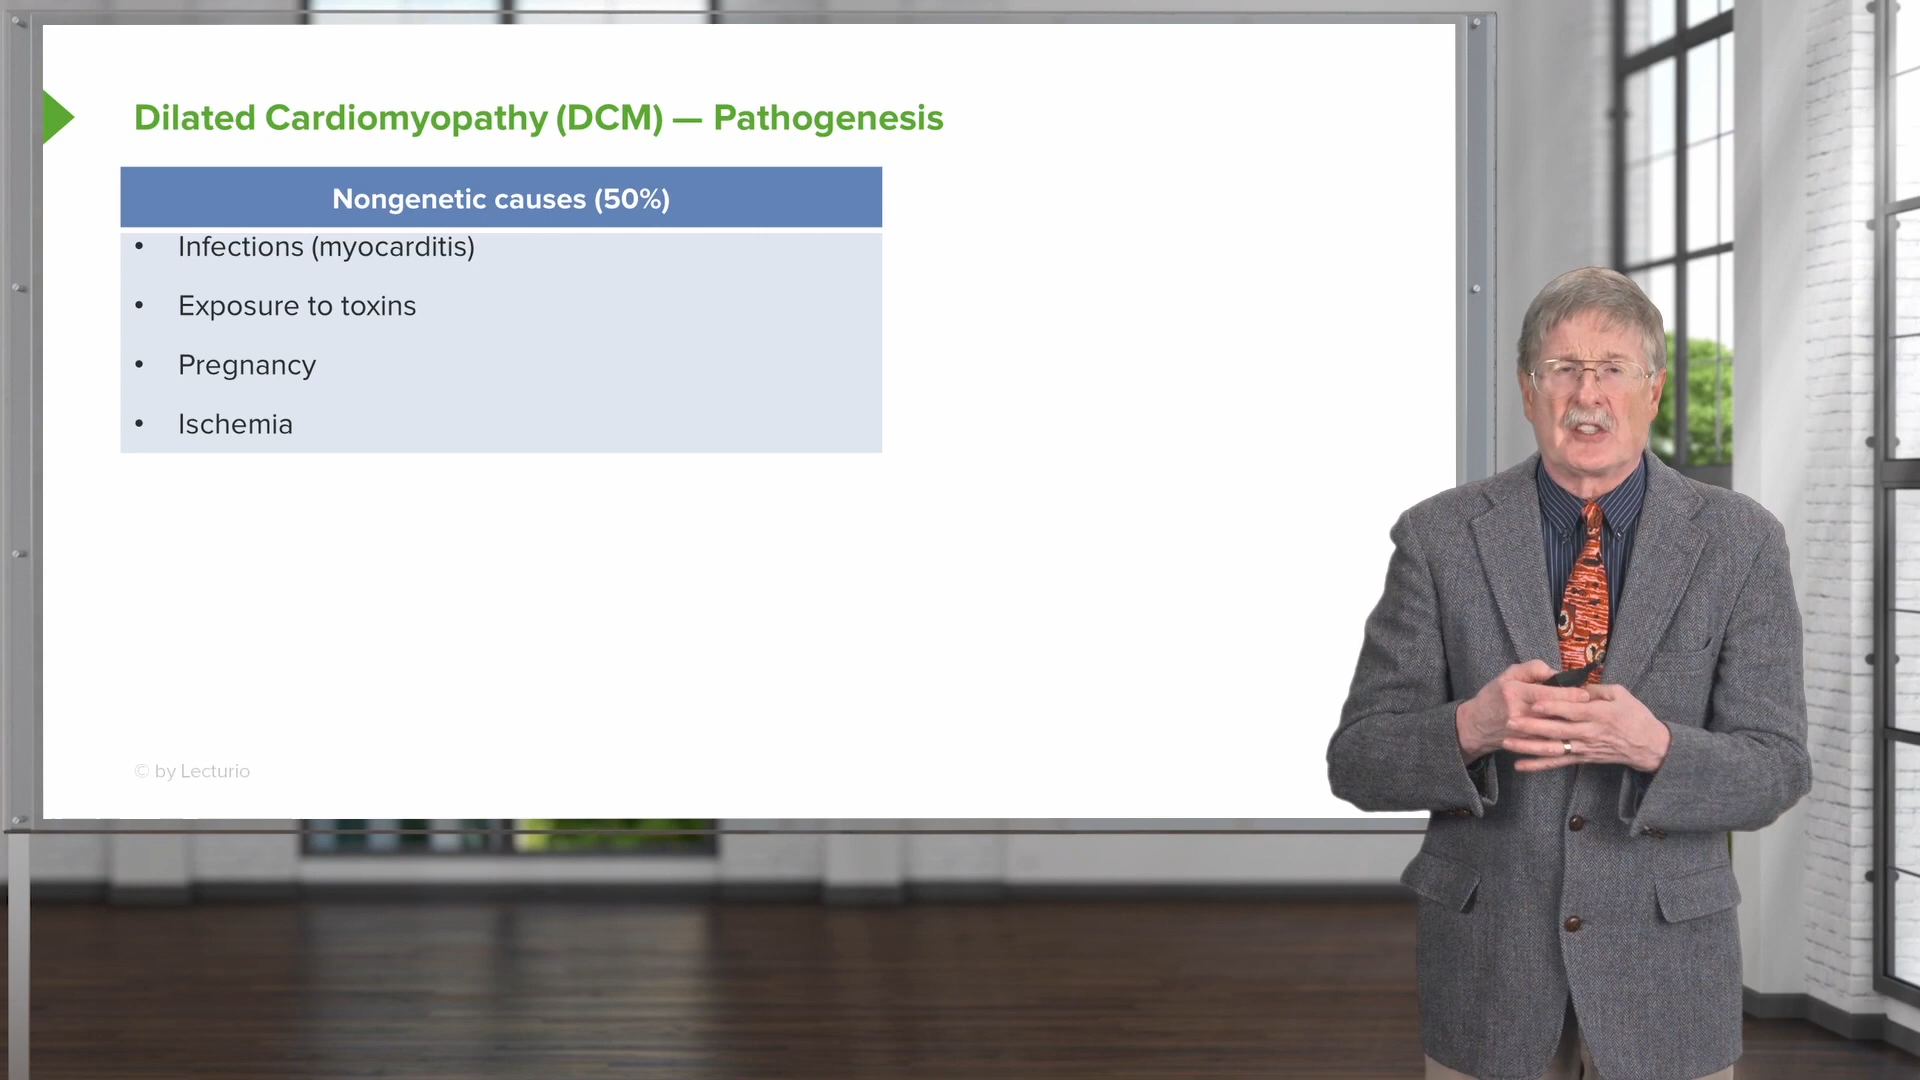 Dilated Cardiomyopathy (DCM) — Pathogenesis
Nongenetic causes (50%)
• Infections (myocarditis)
• Exposure to toxins
• Pregnancy
• Ischemia
© by Lecturio